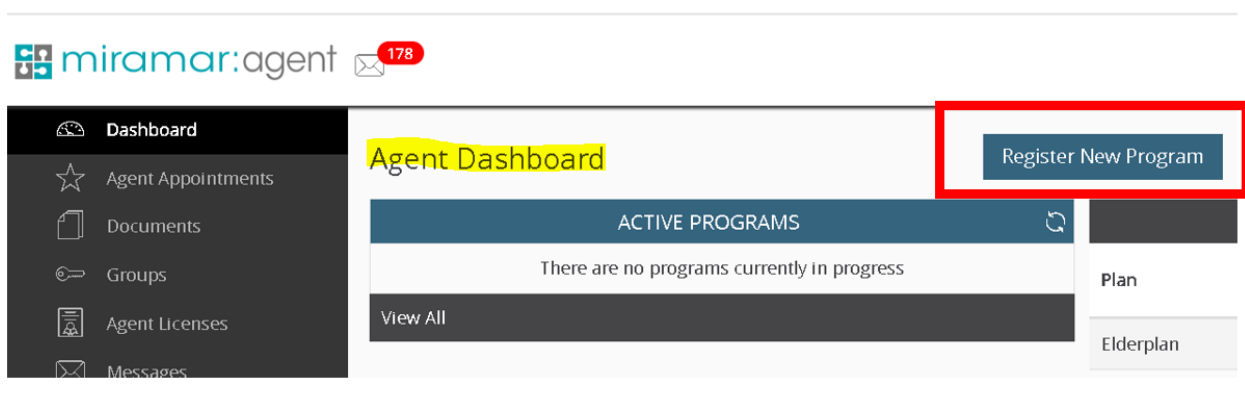 miramar:agent 178
Dashboard
Agent Appointments
Documents
Groups
Agent Licenses
Messages
Agent Dashboard
Register New Program
ACTIVE PROGRAMS
There are no programs currently in progress
View All
Plan
Elderplan